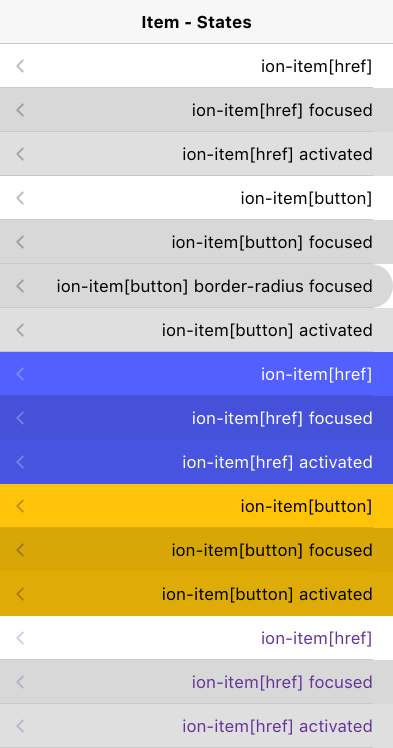 Item - States
ion-item[href]
ion-item[href] focused
ion-item[href] activated
ion-item[button]
ion-item[button] focused
ion-item[button] border-radius focused
ion-item[button] activated
ion-item[href]
ion-item[href] focused
ion-item[href] activated
ion-item[button]
ion-item[button] focused
ion-item[button] activated
ion-item[href]
ion-item[href] focused
ion-item[href] activated